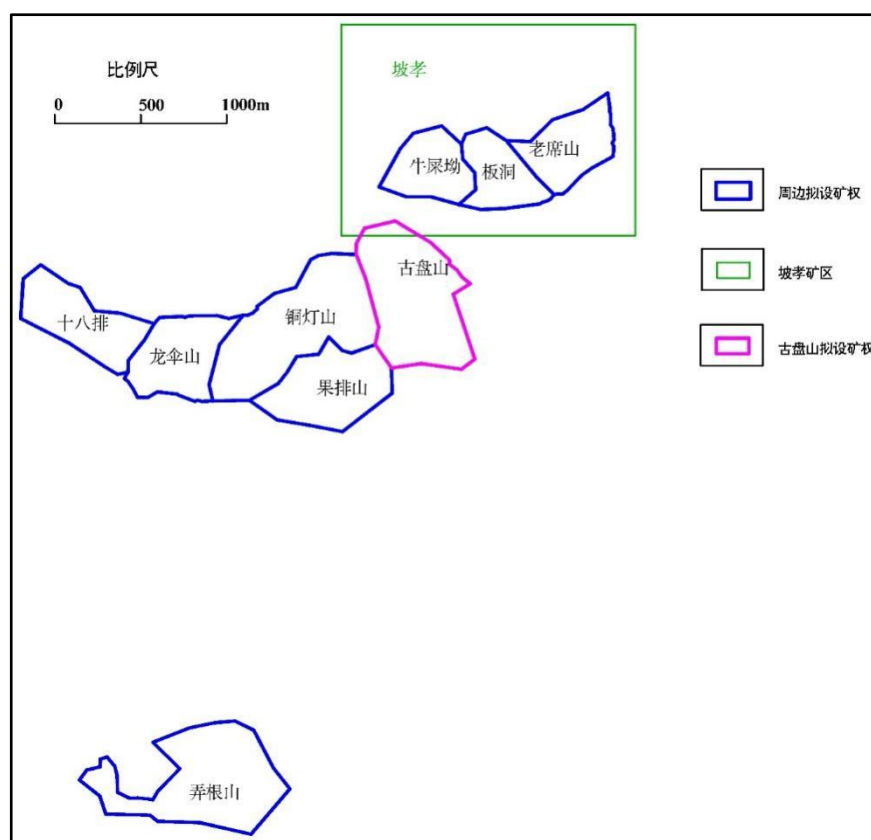 比例尺
0 500 1000m
坡孝
老席山
牛屎坳
板洞
周边拟设矿权
古盘山
坡孝矿区
十八排
铜灯山
龙伞山
古盘山拟设矿权
果排山
弄根山